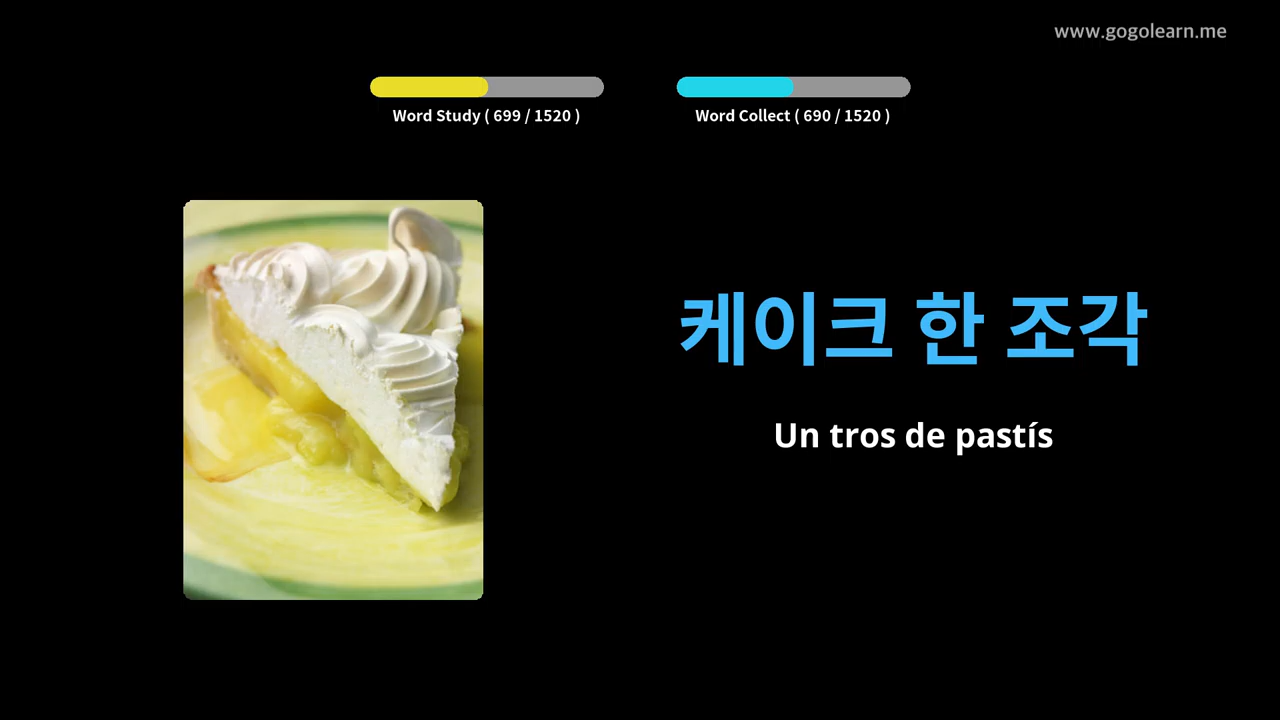 www.gogolearn.me
Word Study ( 699 / 1520 )
Word Collect ( 690 / 1520 )
케이크 한 조각
Un tros de pastís